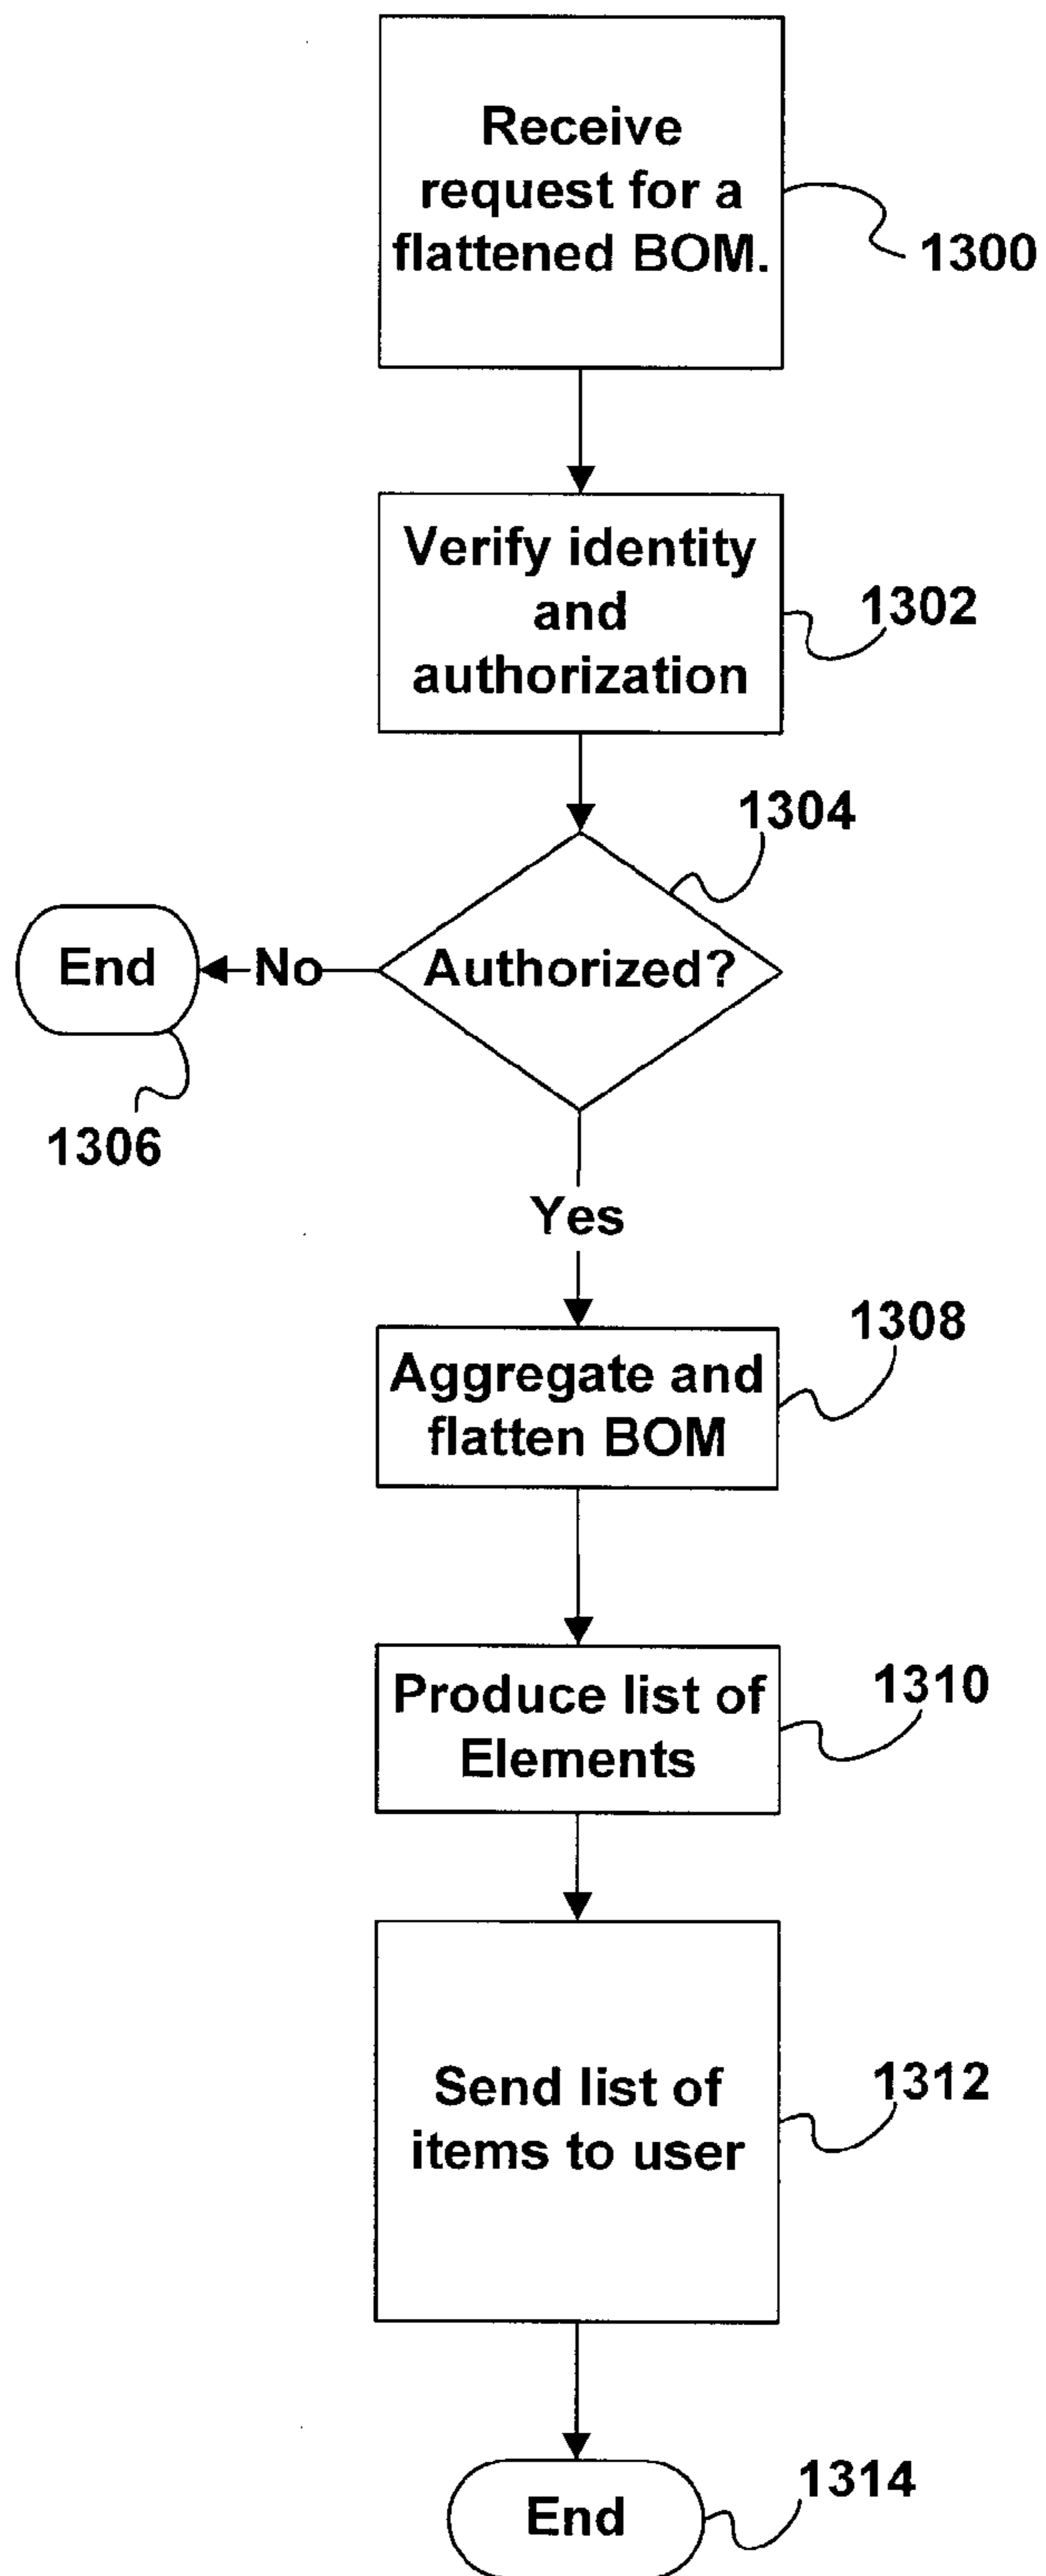 Receive
request for a
flattened BOM.
1300
Verify identity
and
authorization
1302
1304
Authorized?
No
End
1306
Yes
Aggregate and
flatten BOM
1308
Produce list of
Elements
1310
Send list of
items to user
1312
End
1314